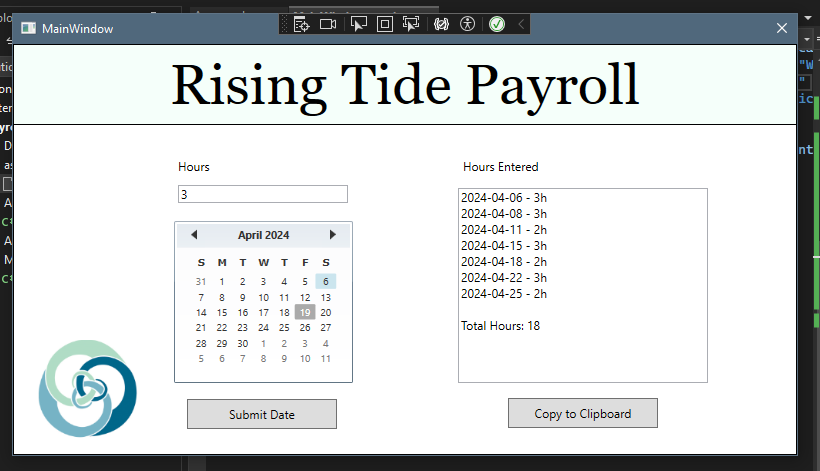 MainWindow
Rising Tide Payroll
Hours
3
April 2024
S M T W T F S
31 1 2 3 4 5 6
7 8 9 10 11 12 13
14 15 16 17 18 19 20
21 22 23 24 25 26 27
28 29 30 1 2 3 4
5 6 7 8 9 10 11
Submit Date
Hours Entered
2024-04-06 - 3h
2024-04-08 - 3h
2024-04-11 - 2h
2024-04-15 - 3h
2024-04-18 - 2h
2024-04-22 - 3h
2024-04-25 - 2h
Total Hours: 18
Copy to Clipboard